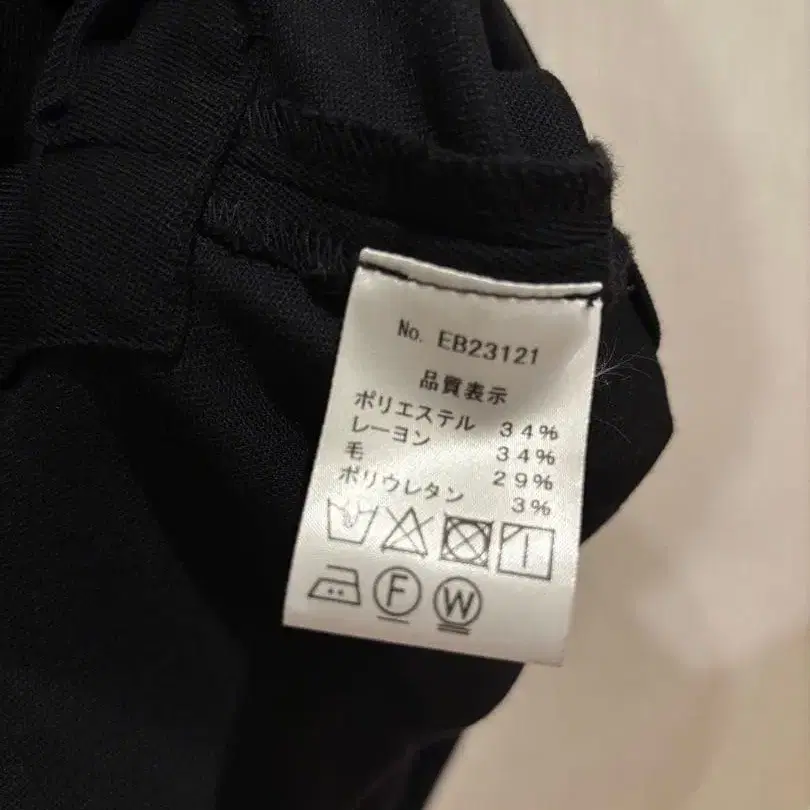 No. EB23121
品質表示
ポリエステル 34%
レーヨン 34%
毛 29%
ポリウレタン 3%
F W